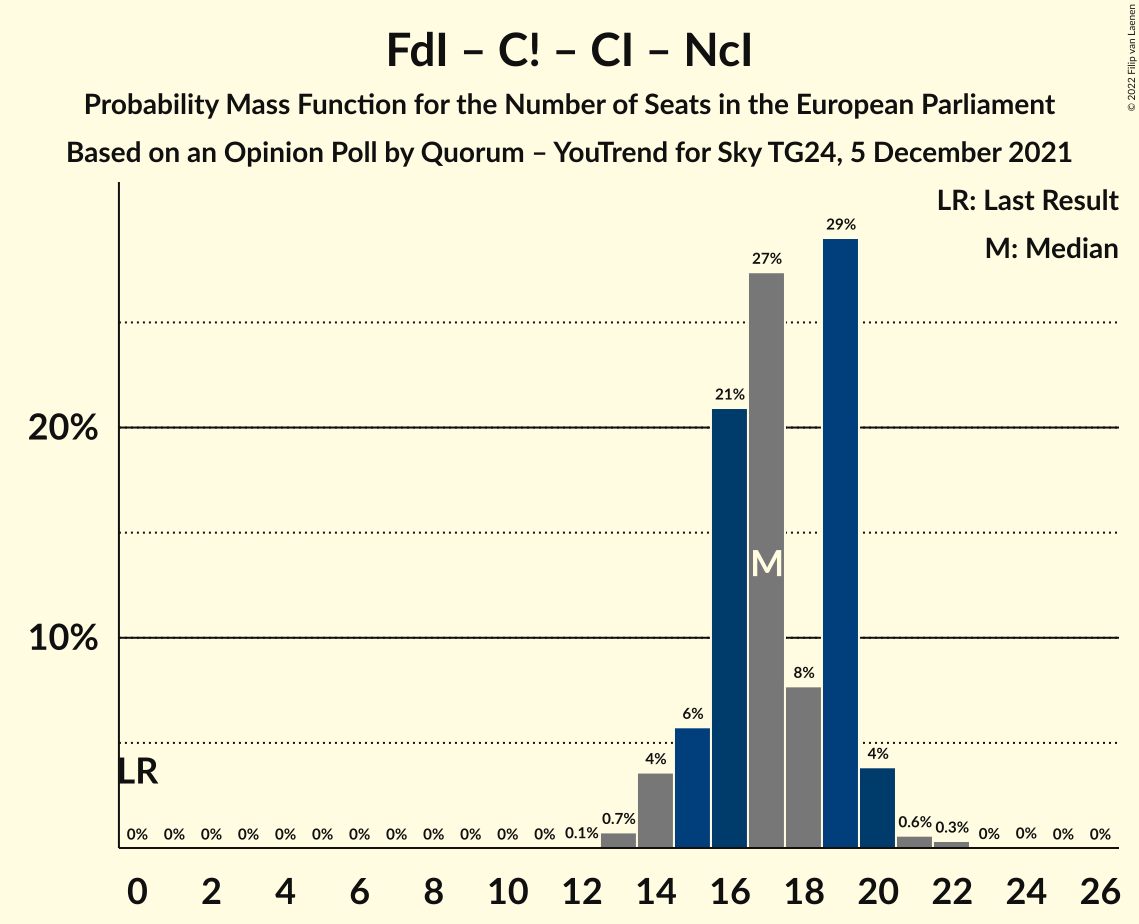 FdI – C! – CI – NcI
Probability Mass Function for the Number of Seats in the European Parliament
Based on an Opinion Poll by Quorum – YouTrend for Sky TG24, 5 December 2021
© 2022 Filip van Laenen
LR: Last Result
M: Median
29%
27%
21%
20%
M
10%
8%
6%
4%
4%
LR
0% 0% 0% 0% 0% 0% 0% 0% 0% 0% 0% 0% 0.1% 0.7% 0.6% 0.3% 0% 0% 0% 0%
0 2 4 6 8 10 12 14 16 18 20 22 24 26